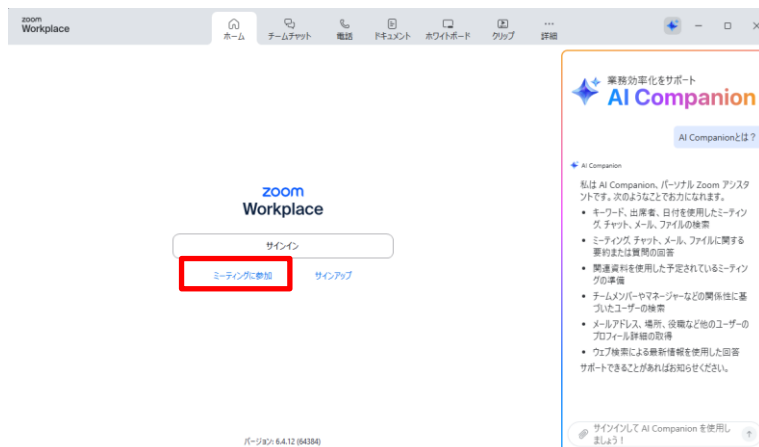 zoom
Workplace
ホーム
チームチャット
電話
ドキュメント
ホワイトボード
クリップ
詳細
zoom
Workplace
サインイン
ミーティングに参加
サインアップ
バージョン: 6.4.12 (64384)
業務効率化をサポート
AI Companion
AI Companionとは？
AI Companion
私は AI Companion、パーソナル Zoom アシスタ
ントです。次のようなことでお力になれます。
• キーワード、出席者、日付を使用したミーティン
グ、チャット、メール、ファイルの検索
• ミーティング、チャット、メール、ファイルに関する
要約または質問の回答
• 関連資料を使用した予定されているミーティン
グの準備
• チームメンバーやマネージャーなどの関係性に基
づいたユーザーの検索
• メールアドレス、場所、役職など他のユーザーの
プロフィール詳細の取得
• ウェブ検索による最新情報を使用した回答
サポートできることがあればお知らせください。
サインインして AI Companion を使用し
ましょう！